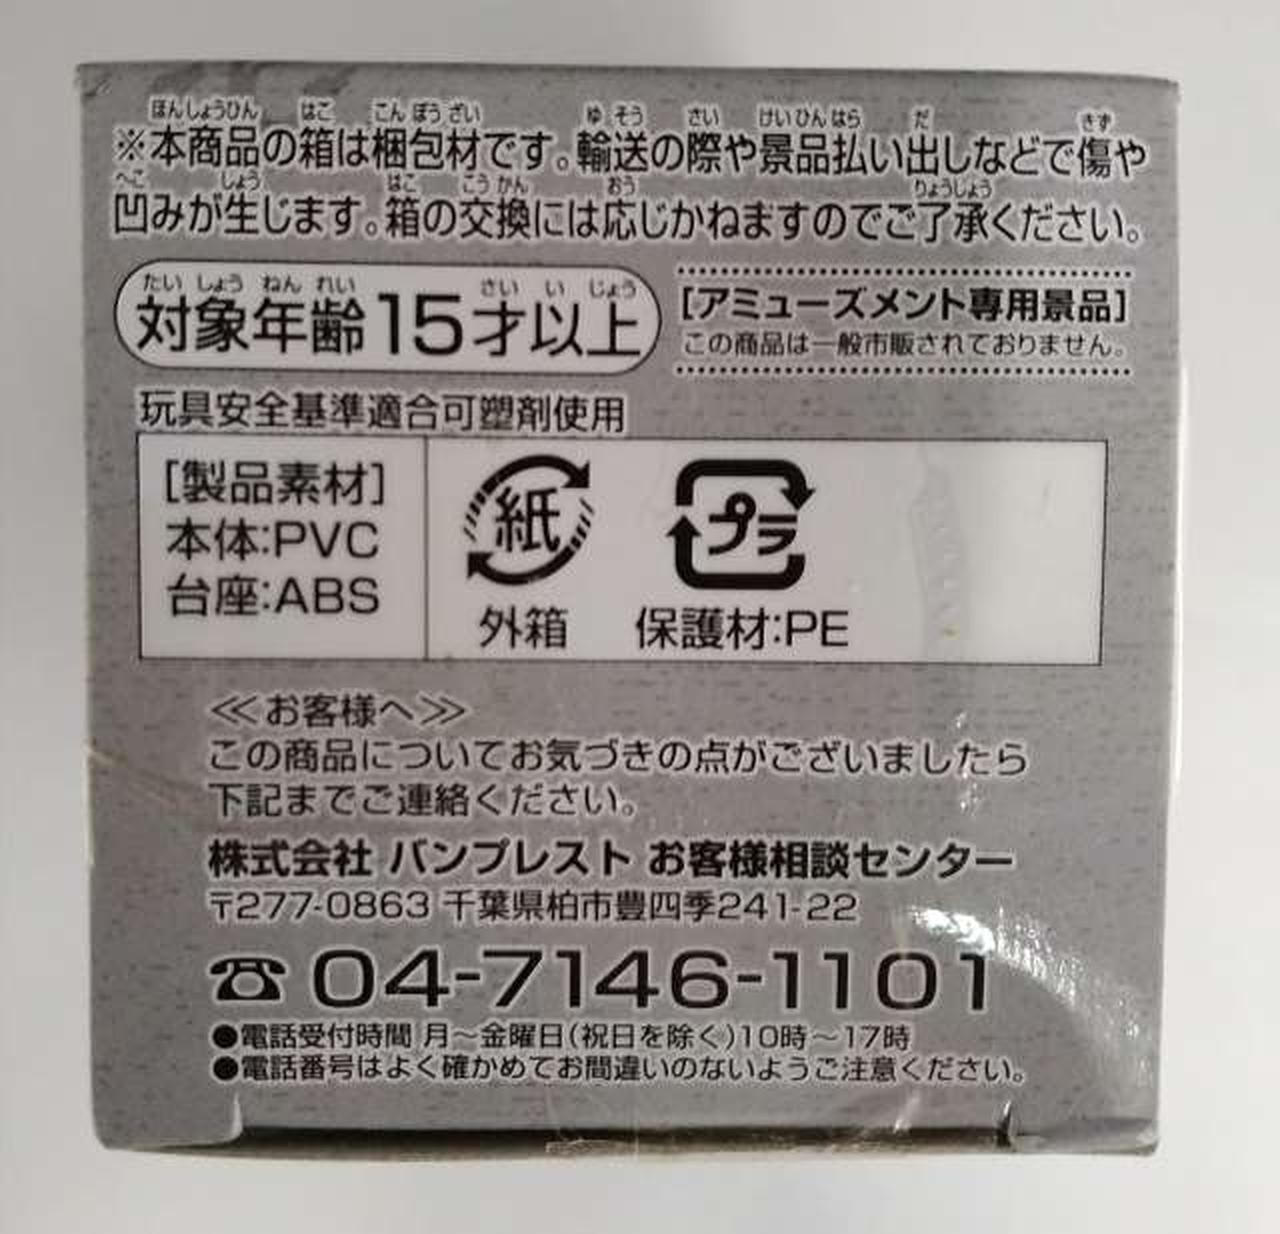 ほんしょうひん はこ こんぽうざい ゆそう さい けいひんはら だ きず
※本商品の箱は梱包材です。輸送の際や景品払い出しなどで傷や
へこ しょう はこ こうかん おう りょうしょう
凹みが生じます。箱の交換には応じかねますのでご了承ください。
たいしょうねんれい さいいじょう
対象年齢15才以上
[アミューズメント専用景品]
この商品は一般市販されておりません。
玩具安全基準適合可塑剤使用
[製品素材]
本体:PVC
台座:ABS
紙
外箱
プラ
保護材:PE
≪お客様へ≫
この商品についてお気づきの点がございましたら
下記までご連絡ください。
株式会社 バンプレスト お客様相談センター
〒277-0863 千葉県柏市豊四季241-22
☎04-7146-1101
●電話受付時間 月〜金曜日(祝日を除く)10時〜17時
●電話番号はよく確かめてお間違いのないようご注意ください。